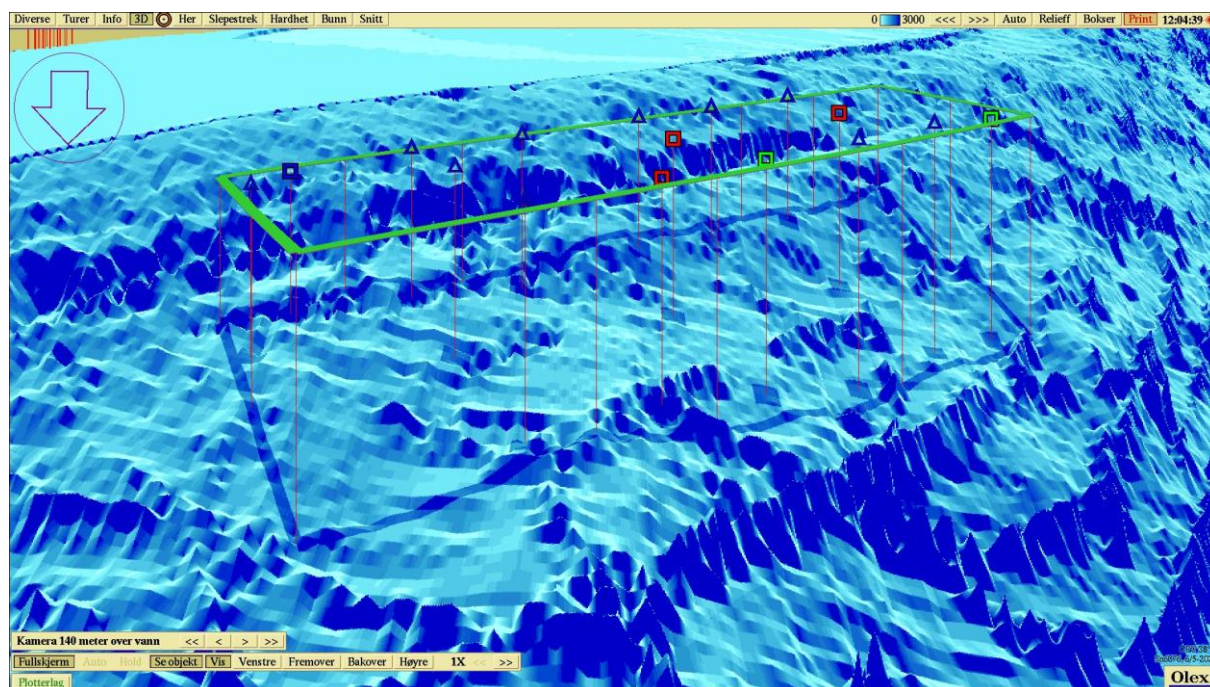 Diverse Turer Info 3D Her Slepestrek Hardhet Bunn Snitt 0 3000 <<< >>> Auto Relieff Bokser Print 12:04:39
Kamera 140 meter over vann << < > >>
Fullskjerm Auto Hold Se objekt Vis Venstre Fremover Bakover Høyre 1X << >>
Plotterlag Olex